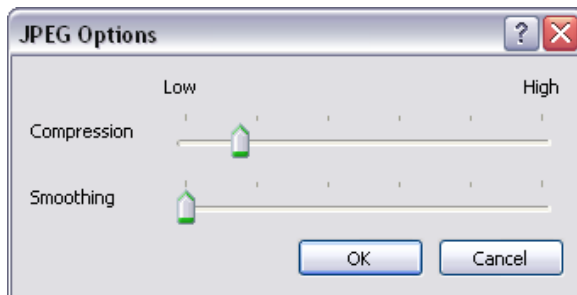 JPEG Options
Low High
Compression
Smoothing
OK Cancel